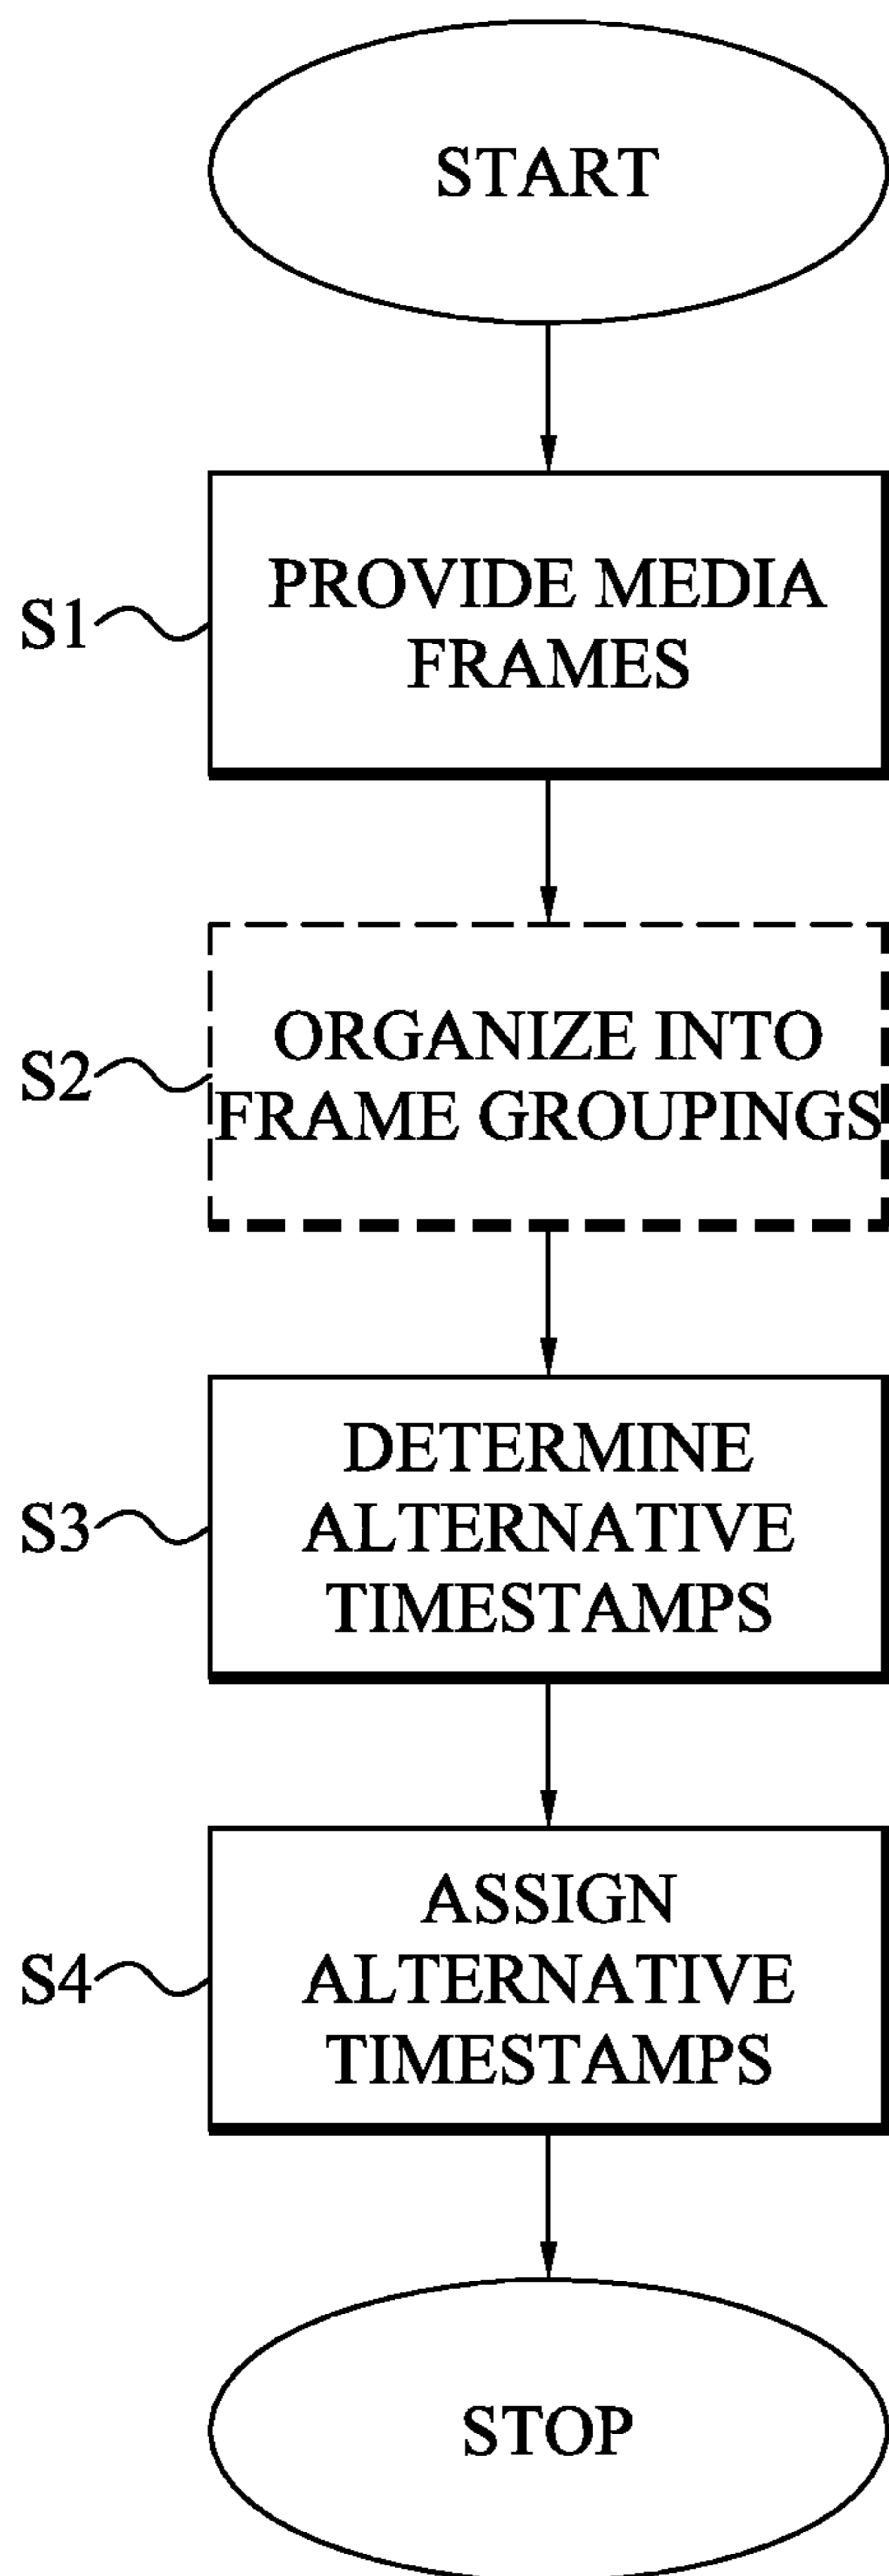 START
S1
PROVIDE MEDIA
FRAMES
S2
ORGANIZE INTO
FRAME GROUPINGS
S3
DETERMINE
ALTERNATIVE
TIMESTAMPS
S4
ASSIGN
ALTERNATIVE
TIMESTAMPS
STOP